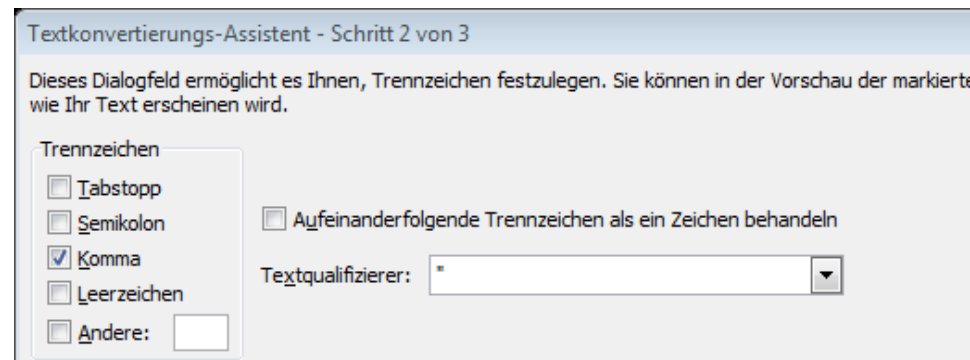 Textkonvertierungs-Assistent - Schritt 2 von 3
Dieses Dialogfeld ermöglicht es Ihnen, Trennzeichen festzulegen. Sie können in der Vorschau der markierte
wie Ihr Text erscheinen wird.
Trennzeichen
Tabstopp
Semikolon
Aufeinanderfolgende Trennzeichen als ein Zeichen behandeln
Komma
Textqualifizierer: "
Leerzeichen
Andere: